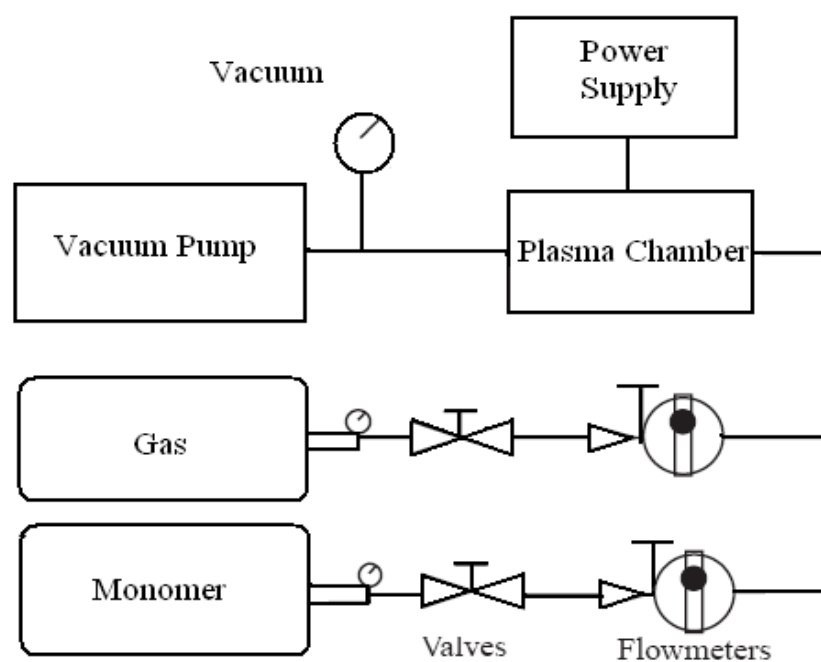 Vacuum
Power
Supply
Vacuum Pump
Plasma Chamber
Gas
Monomer
Valves
Flowmeters